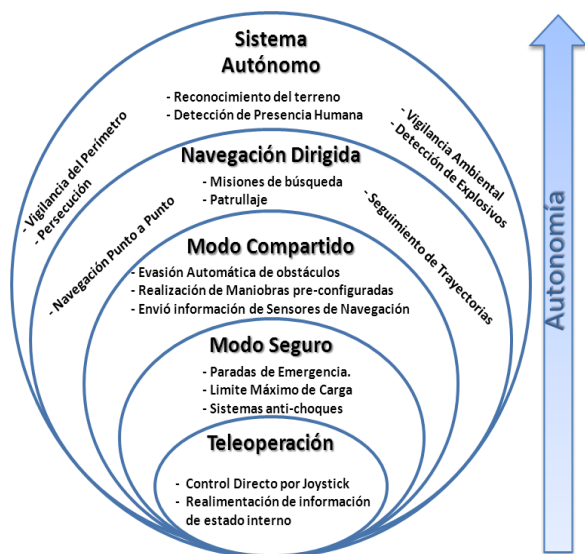 Sistema
Autónomo
- Reconocimiento del terreno
- Detección de Presencia Humana
- Vigilancia del Perímetro
- Persecución
- Vigilancia Ambiental
- Detección de Explosivos
Navegación Dirigida
- Misiones de búsqueda
- Patrullaje
- Navegación Punto a Punto
- Seguimiento de Trayectorias
Modo Compartido
- Evasión Automática de obstáculos
- Realización de Maniobras pre-configuradas
- Envió información de Sensores de Navegación
Modo Seguro
- Paradas de Emergencia.
- Limite Máximo de Carga
- Sistemas anti-choques
Teleoperación
- Control Directo por Joystick
- Realimentación de información
de estado interno
Autonomía